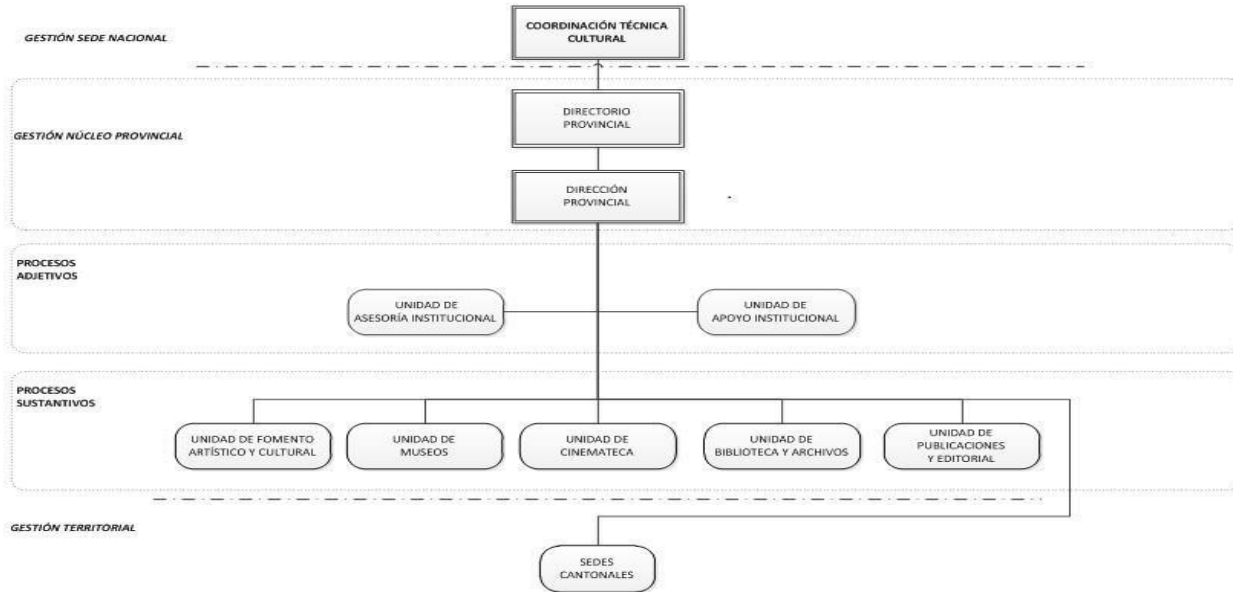 COORDINACIÓN TÉCNICA
CULTURAL
GESTIÓN SEDE NACIONAL
DIRECTORIO
PROVINCIAL
GESTIÓN NÚCLEO PROVINCIAL
DIRECCIÓN
PROVINCIAL
PROCESOS
ADJETIVOS
UNIDAD DE
ASESORÍA INSTITUCIONAL
UNIDAD DE
APOYO INSTITUCIONAL
PROCESOS
SUSTANTIVOS
UNIDAD DE FOMENTO
ARTÍSTICO Y CULTURAL
UNIDAD DE
MUSEOS
UNIDAD DE
CINEMATECA
UNIDAD DE
BIBLIOTECA Y ARCHIVOS
UNIDAD DE
PUBLICACIONES
Y EDITORIAL
GESTIÓN TERRITORIAL
SEDES
CANTONALES